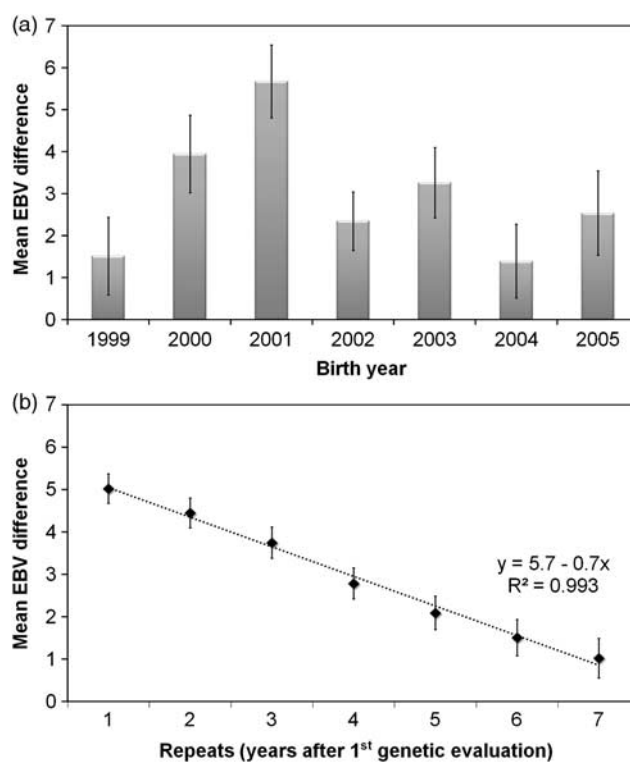 (a)
7
6
5
4
3
2
1
0
Mean EBV difference
1999 2000 2001 2002 2003 2004 2005
Birth year
(b)
7
6
5
4
3
2
1
0
Mean EBV difference
y = 5.7 - 0.7x
R² = 0.993
1 2 3 4 5 6 7
Repeats (years after 1st genetic evaluation)